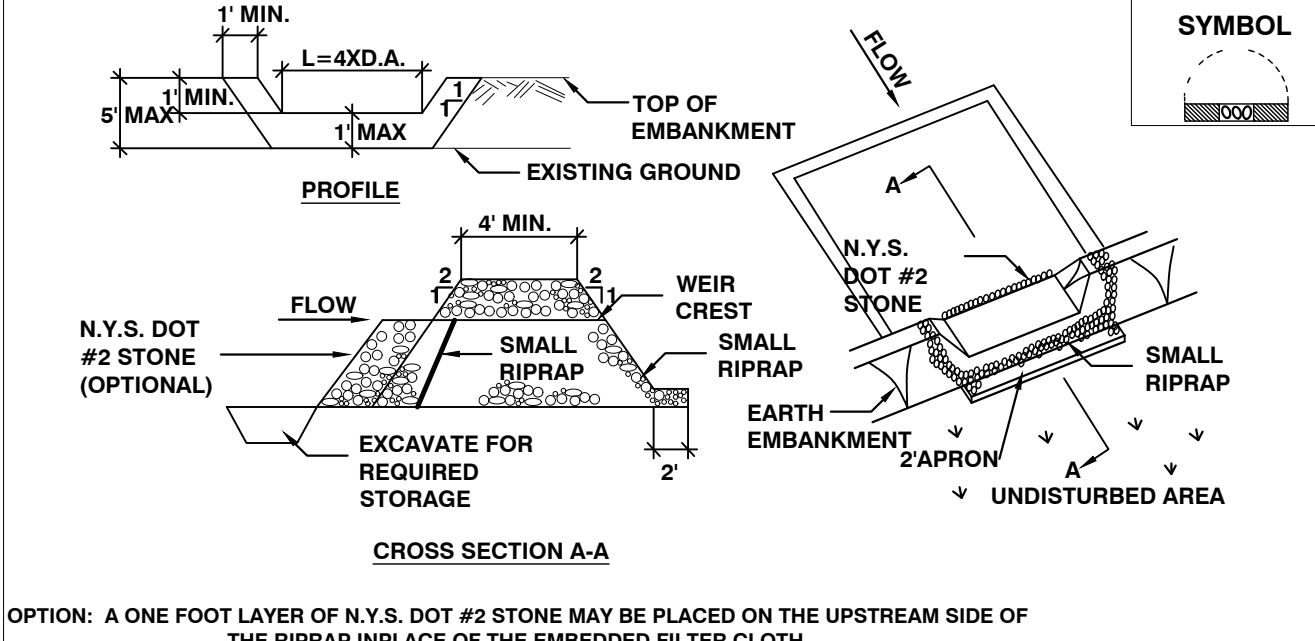 1' MIN.
L=4XD.A.
1' MIN.
5' MAX
1' MAX
1
1
TOP OF
EMBANKMENT
EXISTING GROUND
PROFILE
4' MIN.
2
1
2
1
FLOW
WEIR
CREST
N.Y.S. DOT
#2 STONE
(OPTIONAL)
SMALL
RIPRAP
SMALL
RIPRAP
EXCAVATE FOR
REQUIRED
STORAGE
2'
CROSS SECTION A-A
FLOW
A
N.Y.S.
DOT #2
STONE
SMALL
RIPRAP
EARTH
EMBANKMENT
2'APRON
A
UNDISTURBED AREA
SYMBOL
OPTION: A ONE FOOT LAYER OF N.Y.S. DOT #2 STONE MAY BE PLACED ON THE UPSTREAM SIDE OF
THE RIPRAP INPLACE OF THE EMBEDDED FILTER CLOTH